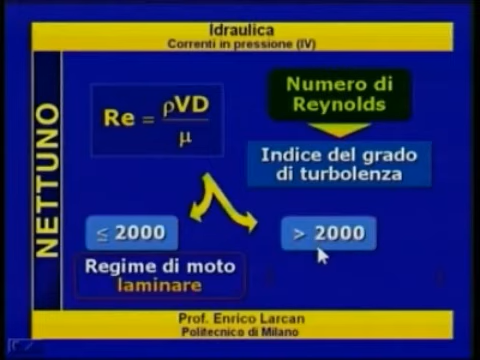 Idraulica
Correnti in pressione (IV)
NETTUNO
Re = ρVD / μ
Numero di
Reynolds
Indice del grado
di turbolenza
≤ 2000
> 2000
Regime di moto
laminare
Prof. Enrico Larcan
Politecnico di Milano